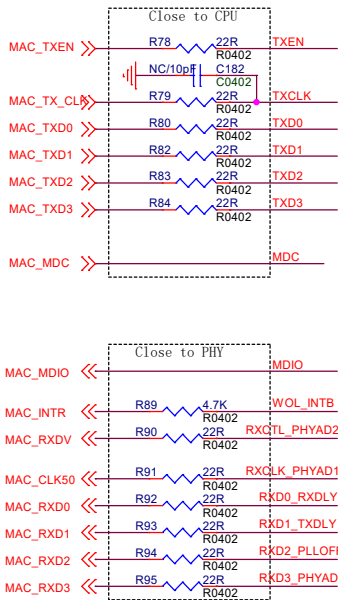 Close to CPU
MAC_TXEN R78 22R TXEN
R0402
NC/10pF C182
C0402
MAC_TX_CLK R79 22R TXCLK
R0402
MAC_TXD0 R80 22R TXD0
R0402
MAC_TXD1 R82 22R TXD1
R0402
MAC_TXD2 R83 22R TXD2
R0402
MAC_TXD3 R84 22R TXD3
R0402
MAC_MDC MDC
Close to PHY
MAC_MDIO MDIO
MAC_INTR R89 4.7K WOL_INTB
R0402
MAC_RXDV R90 22R RXCTL_PHYAD2
R0402
MAC_CLK50 R91 22R RXCLK_PHYAD1
R0402
MAC_RXD0 R92 22R RXD0_RXDLY
R0402
MAC_RXD1 R93 22R RXD1_TXDLY
R0402
MAC_RXD2 R94 22R RXD2_PLLOFF
R0402
MAC_RXD3 R95 22R RXD3_PHYAD
R0402